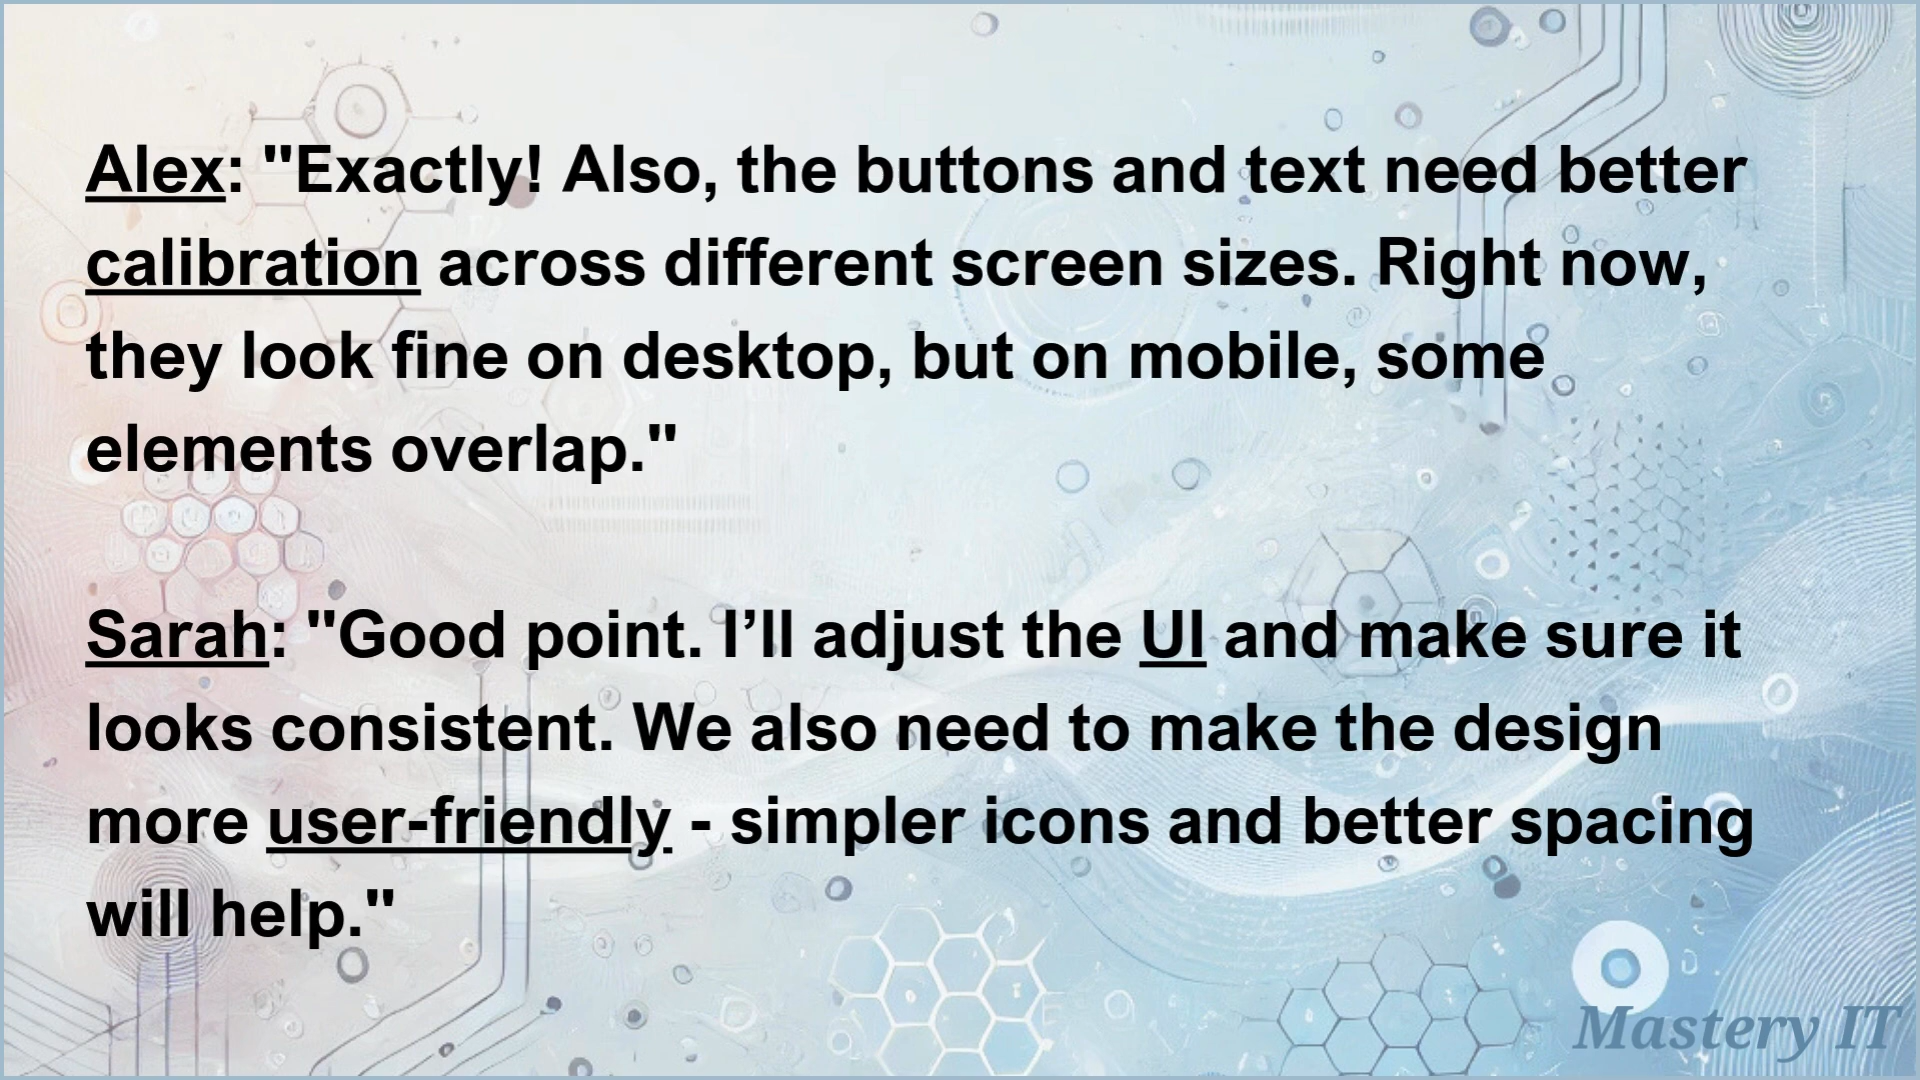 Alex: "Exactly! Also, the buttons and text need better
calibration across different screen sizes. Right now,
they look fine on desktop, but on mobile, some
elements overlap."
Sarah: "Good point. I’ll adjust the UI and make sure it
looks consistent. We also need to make the design
more user-friendly - simpler icons and better spacing
will help."
Mastery IT